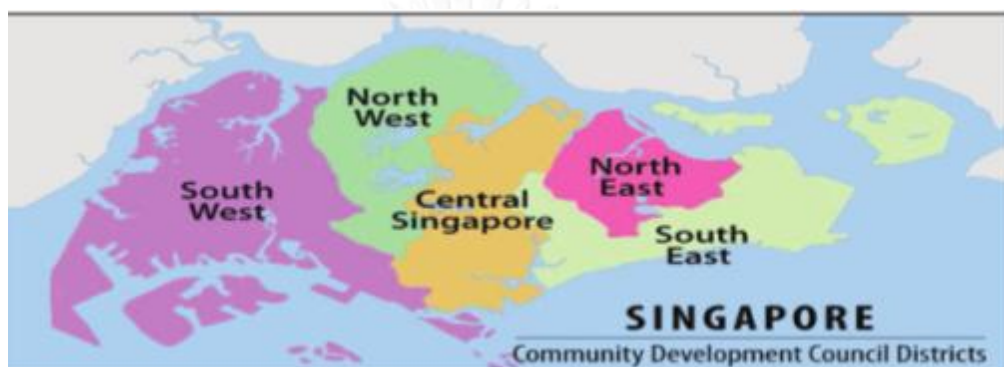 North
West
South
West
Central
Singapore
North
East
South
East
SINGAPORE
Community Development Council Districts